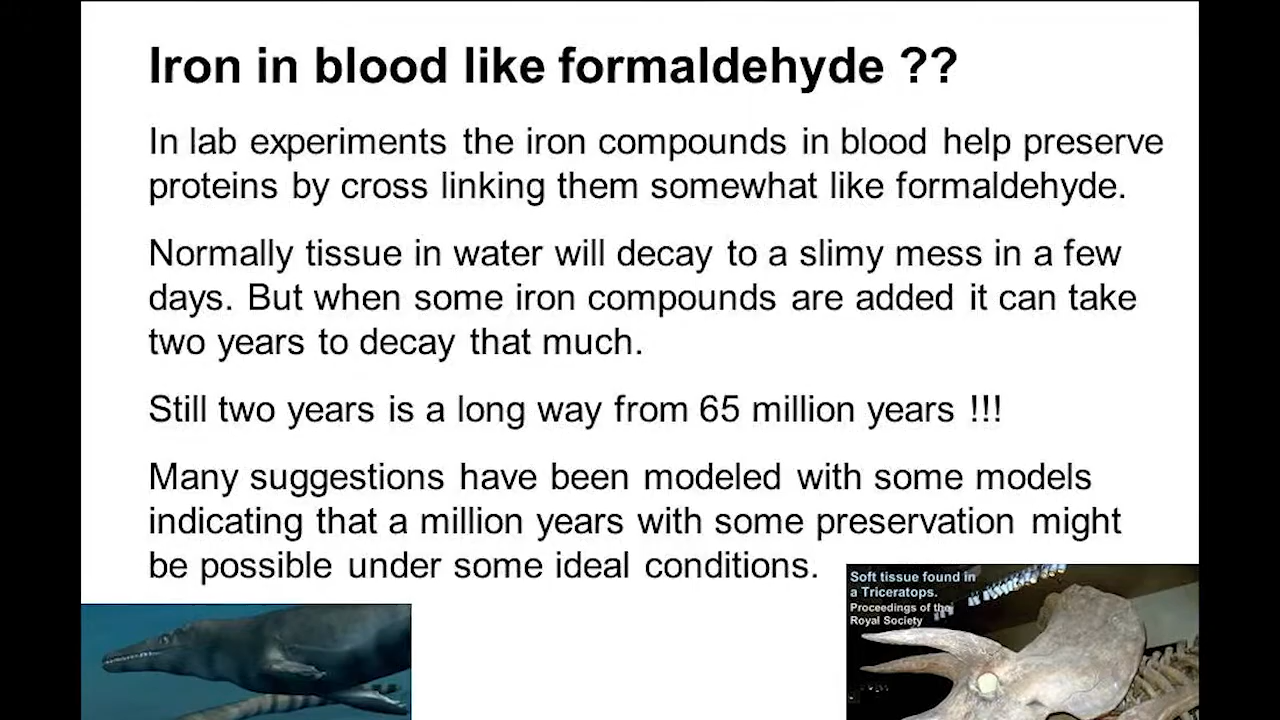 Iron in blood like formaldehyde ??
In lab experiments the iron compounds in blood help preserve
proteins by cross linking them somewhat like formaldehyde.
Normally tissue in water will decay to a slimy mess in a few
days. But when some iron compounds are added it can take
two years to decay that much.
Still two years is a long way from 65 million years !!!
Many suggestions have been modeled with some models
indicating that a million years with some preservation might
be possible under some ideal conditions.
Soft tissue found in
a Triceratops.
Proceedings of the
Royal Society